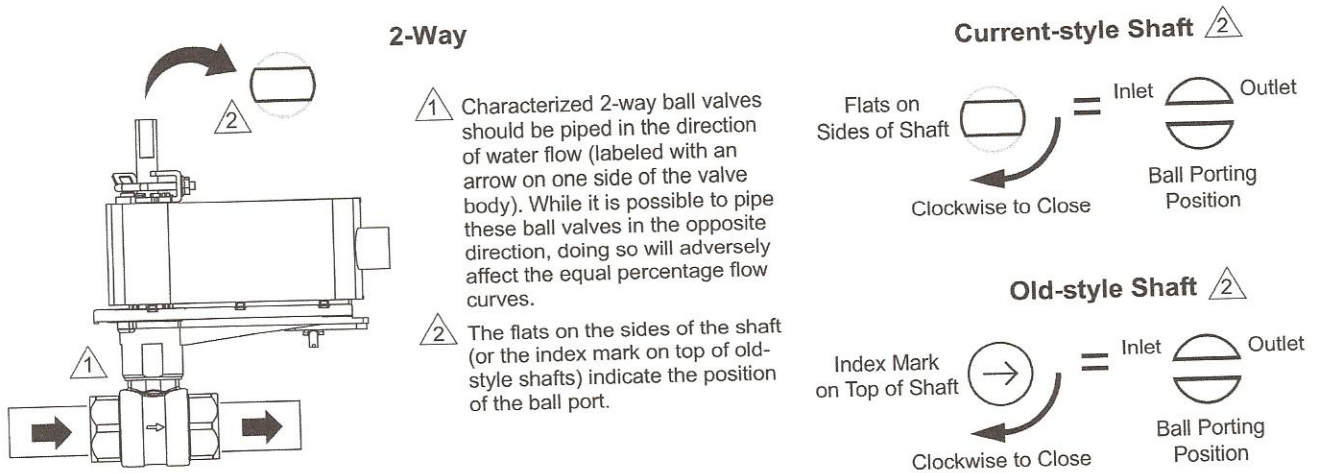 2-Way
2
1
1
Characterized 2-way ball valves
should be piped in the direction
of water flow (labeled with an
arrow on one side of the valve
body). While it is possible to pipe
these ball valves in the opposite
direction, doing so will adversely
affect the equal percentage flow
curves.
2
The flats on the sides of the shaft
(or the index mark on top of old-
style shafts) indicate the position
of the ball port.
Current-style Shaft 2
Flats on
Sides of Shaft
Clockwise to Close
=
Inlet
Outlet
Ball Porting
Position
Old-style Shaft 2
Index Mark
on Top of Shaft
Clockwise to Close
=
Inlet
Outlet
Ball Porting
Position